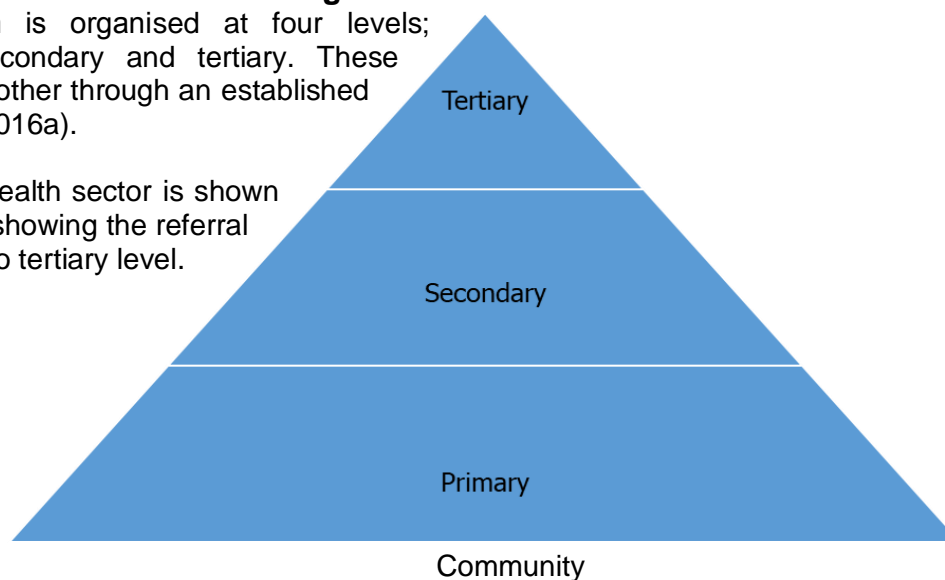 is organised at four levels;
condary and tertiary. These
other through an established
016a).
ealth sector is shown
showing the referral
o tertiary level.
Tertiary
Secondary
Primary
Community